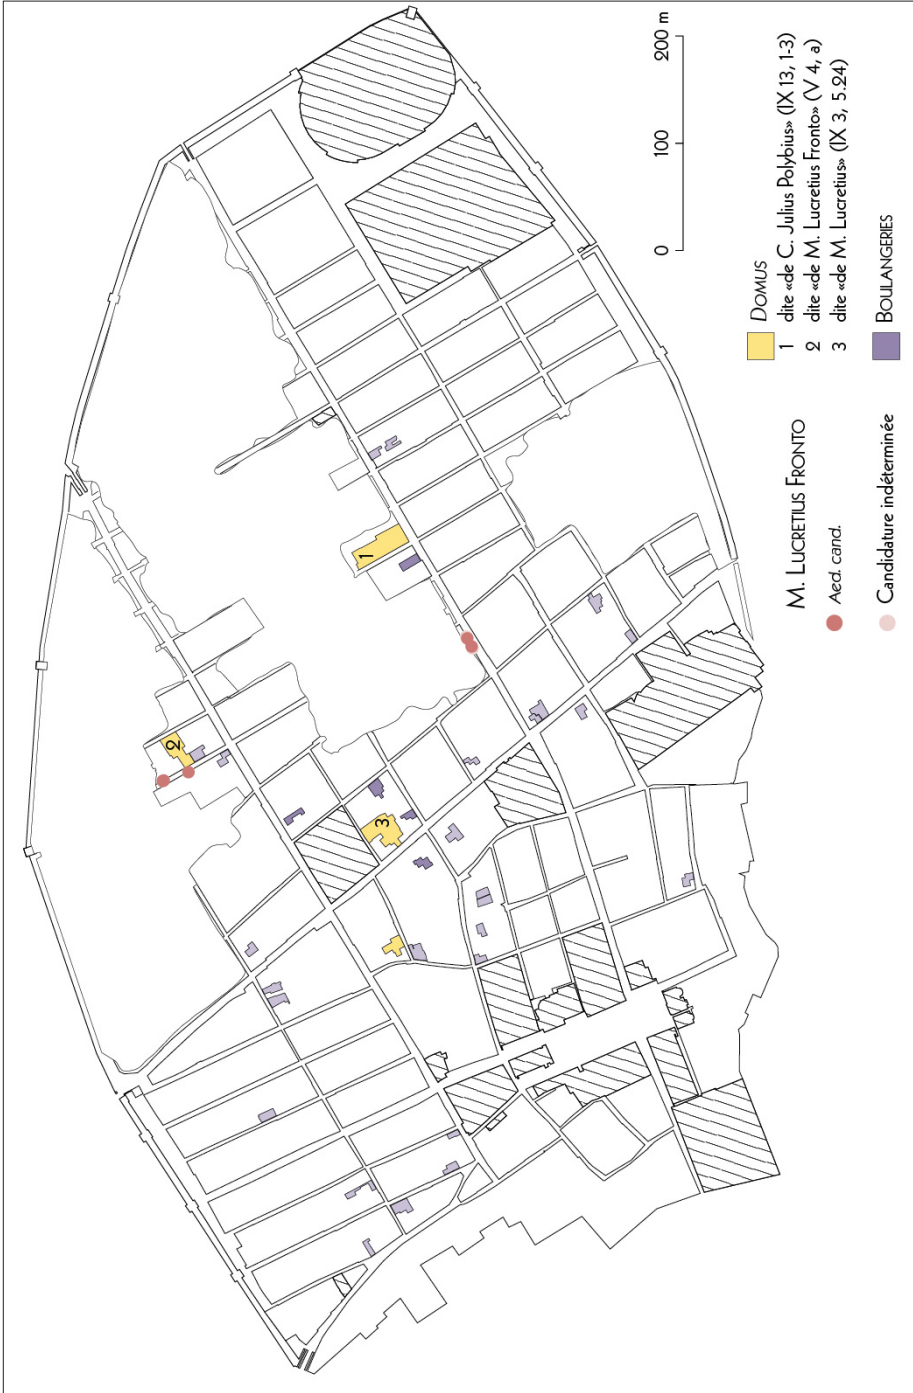 1
2
3
0 100 200 m
M. LUCRETIUS FRONTO
Aed. cand.
Candidature indéterminée
DOMUS
1 dite «de C. Julius Polybius» (IX 13, 1-3)
2 dite «de M. Lucretius Fronto» (V 4, a)
3 dite «de M. Lucretius» (IX 3, 5.24)
BOULANGERIES